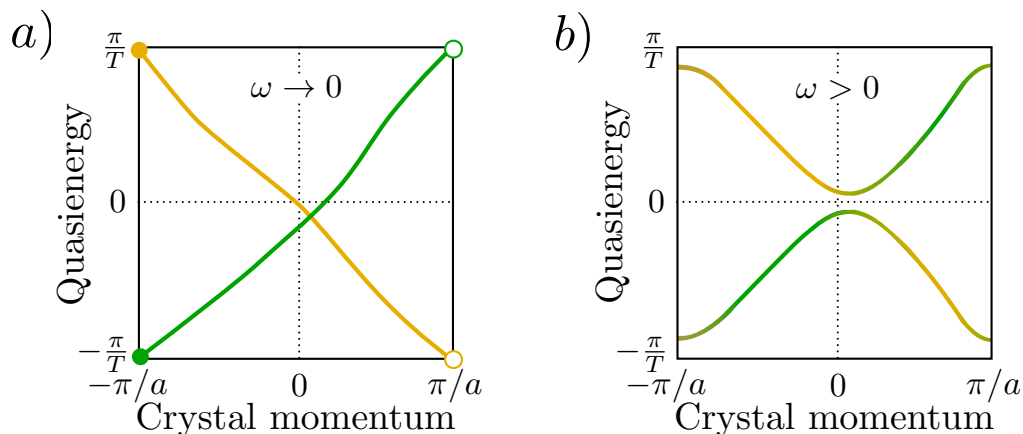 a)
π/T
0
−π/T
Quasienergy
ω → 0
−π/a
0
π/a
Crystal momentum
b)
π/T
0
−π/T
Quasienergy
ω > 0
−π/a
0
π/a
Crystal momentum